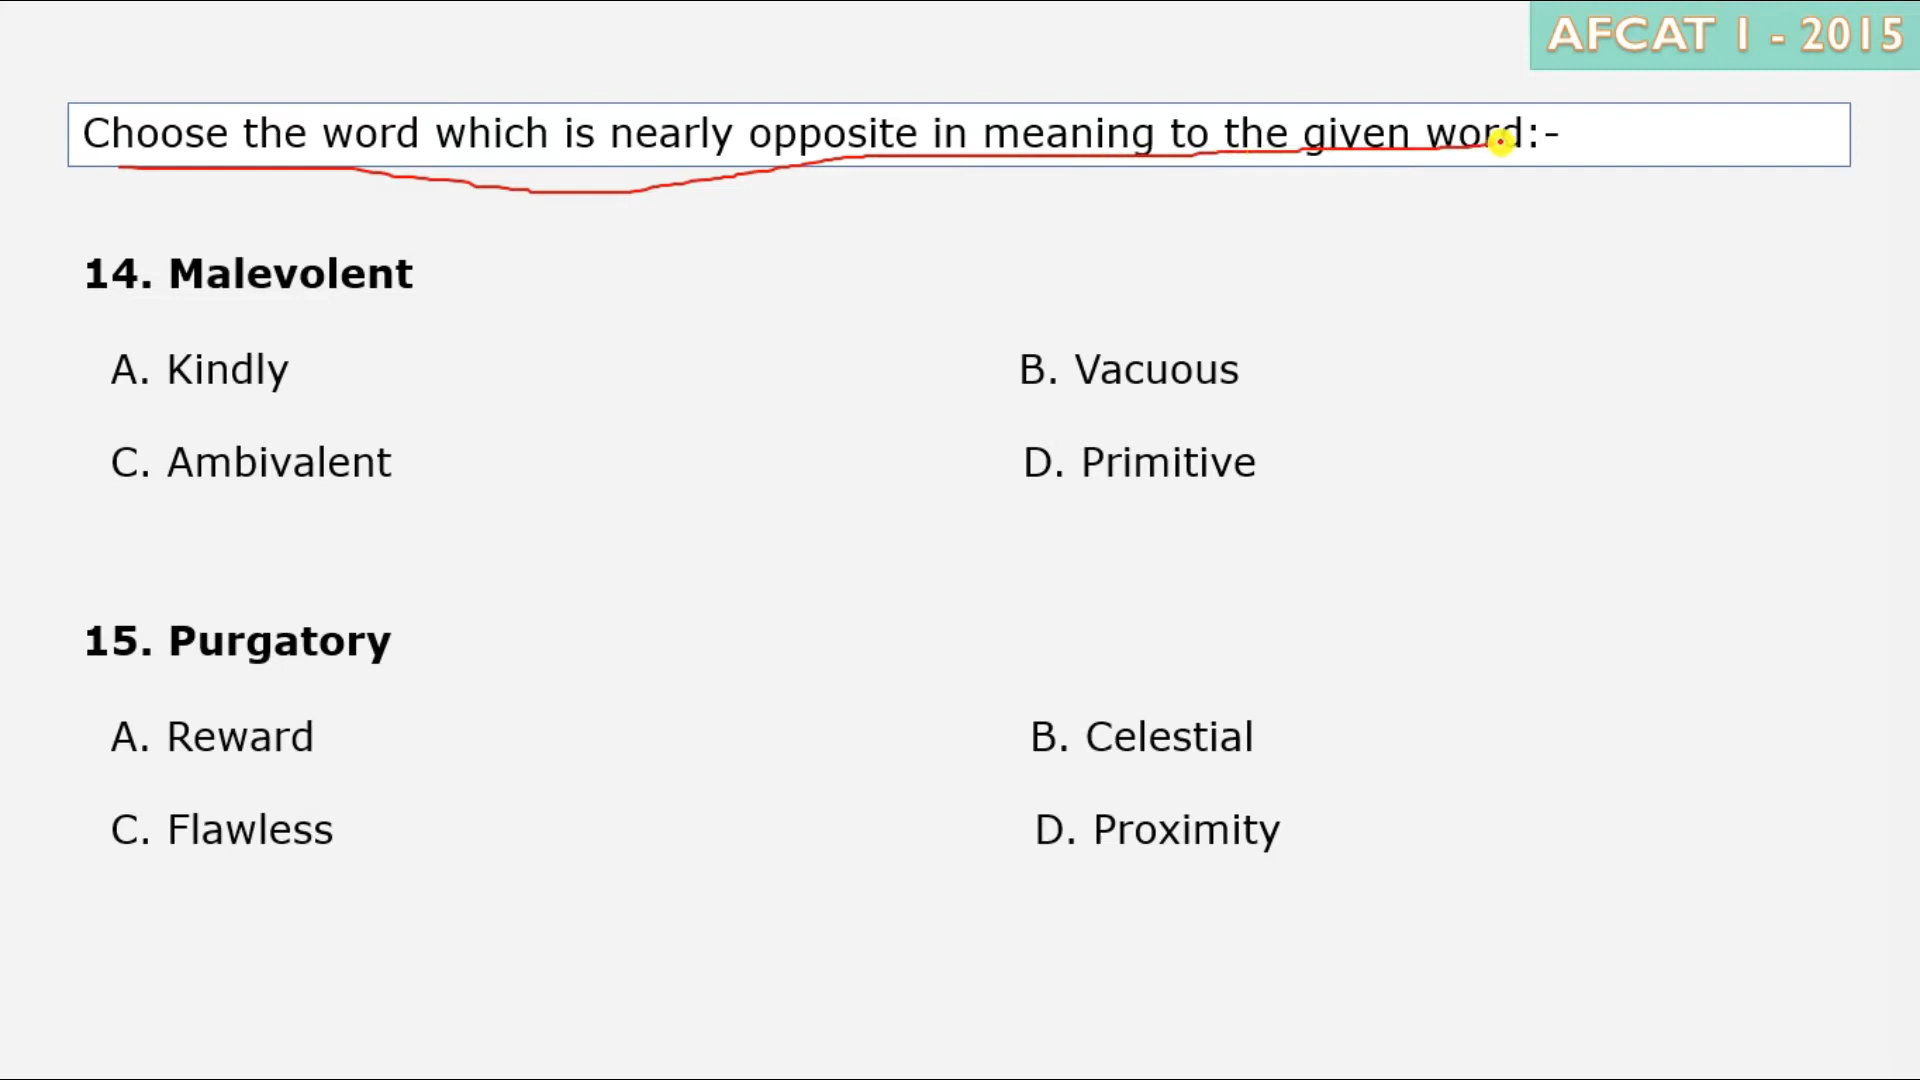 AFCAT 1 - 2015
Choose the word which is nearly opposite in meaning to the given word:-
14. Malevolent
A. Kindly B. Vacuous
C. Ambivalent D. Primitive
15. Purgatory
A. Reward B. Celestial
C. Flawless D. Proximity